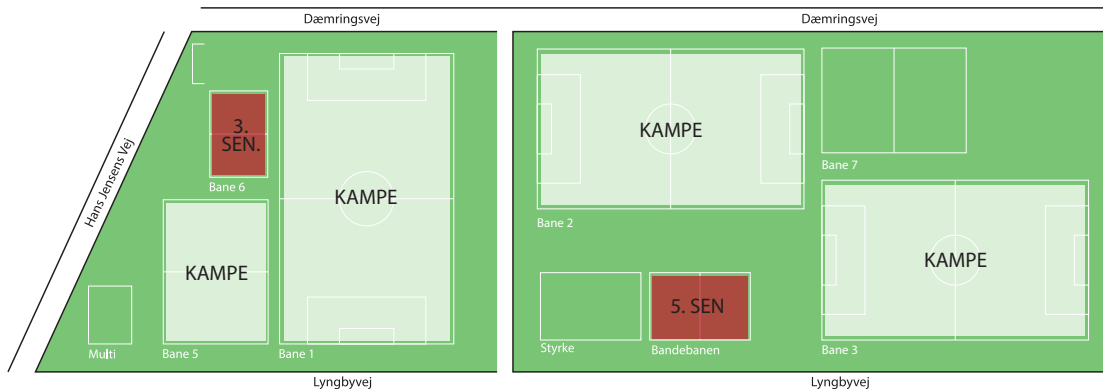 Dæmringsvej
Dæmringsvej
Hans Jensens Vej
3.
SEN.
Bane 6
KAMPE
Bane 1
KAMPE
Bane 5
Multi
KAMPE
Bane 2
Bane 7
KAMPE
Bane 3
Styrke
5. SEN
Bandebanen
Lyngbyvej
Lyngbyvej